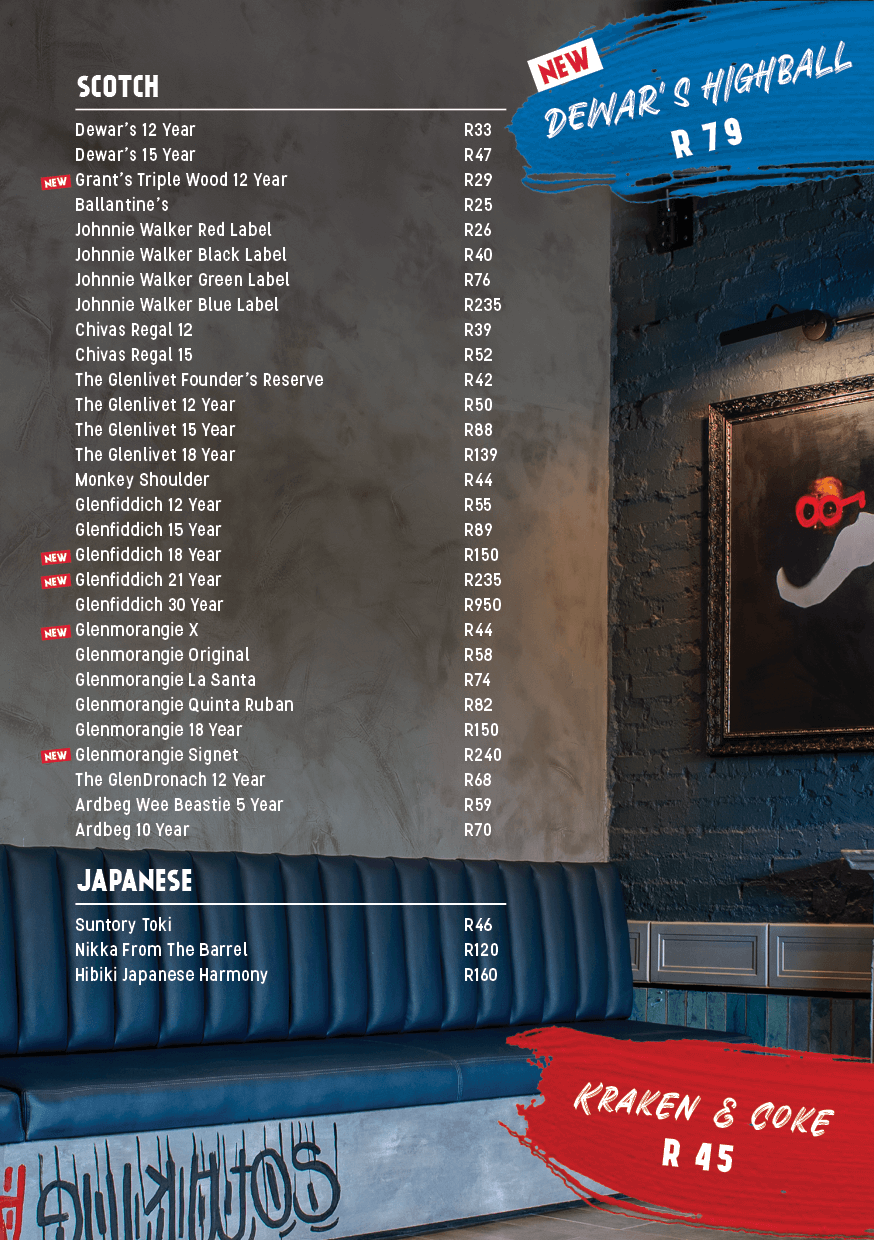 SCOTCH
Dewar's 12 Year R33
Dewar's 15 Year R47
NEW Grant's Triple Wood 12 Year R29
Ballantine's R25
Johnnie Walker Red Label R26
Johnnie Walker Black Label R40
Johnnie Walker Green Label R76
Johnnie Walker Blue Label R235
Chivas Regal 12 R39
Chivas Regal 15 R52
The Glenlivet Founder's Reserve R42
The Glenlivet 12 Year R50
The Glenlivet 15 Year R88
The Glenlivet 18 Year R139
Monkey Shoulder R44
Glenfiddich 12 Year R55
Glenfiddich 15 Year R89
NEW Glenfiddich 18 Year R150
NEW Glenfiddich 21 Year R235
Glenfiddich 30 Year R950
NEW Glenmorangie X R44
Glenmorangie Original R58
Glenmorangie La Santa R74
Glenmorangie Quinta Ruban R82
Glenmorangie 18 Year R150
NEW Glenmorangie Signet R240
The GlenDronach 12 Year R68
Ardbeg Wee Beastie 5 Year R59
Ardbeg 10 Year R70
JAPANESE
Suntory Toki R46
Nikka From The Barrel R120
Hibiki Japanese Harmony R160
NEW
DEWAR'S HIGHBALL
R 79
KRAKEN & COKE
R 45